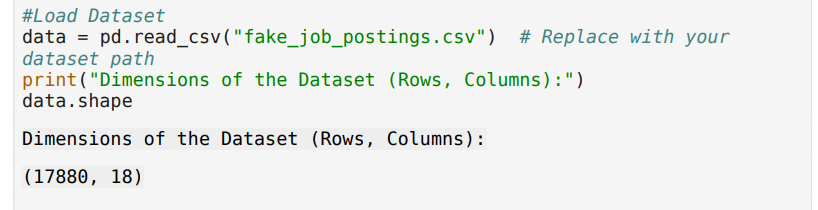 #Load Dataset
data = pd.read_csv("fake_job_postings.csv")  # Replace with your
dataset path
print("Dimensions of the Dataset (Rows, Columns):")
data.shape
Dimensions of the Dataset (Rows, Columns):
(17880, 18)